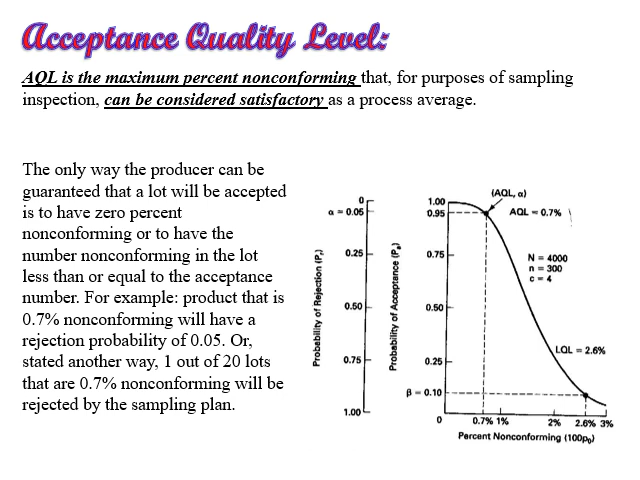 Acceptance Quality Level:
AQL is the maximum percent nonconforming that, for purposes of sampling
inspection, can be considered satisfactory as a process average.
The only way the producer can be
guaranteed that a lot will be accepted
is to have zero percent
nonconforming or to have the
number nonconforming in the lot
less than or equal to the acceptance
number. For example: product that is
0.7% nonconforming will have a
rejection probability of 0.05. Or,
stated another way, 1 out of 20 lots
that are 0.7% nonconforming will be
rejected by the sampling plan.
Probability of Rejection (Pr)
0
α = 0.05
0.25
0.50
0.75
1.00
Probability of Acceptance (Pa)
1.00
0.95
0.75
0.50
0.25
β = 0.10
(AQL, α)
AQL = 0.7%
N = 4000
n = 300
c = 4
LQL = 2.6%
0 0.7% 1% 2% 2.6% 3%
Percent Nonconforming (100p0)